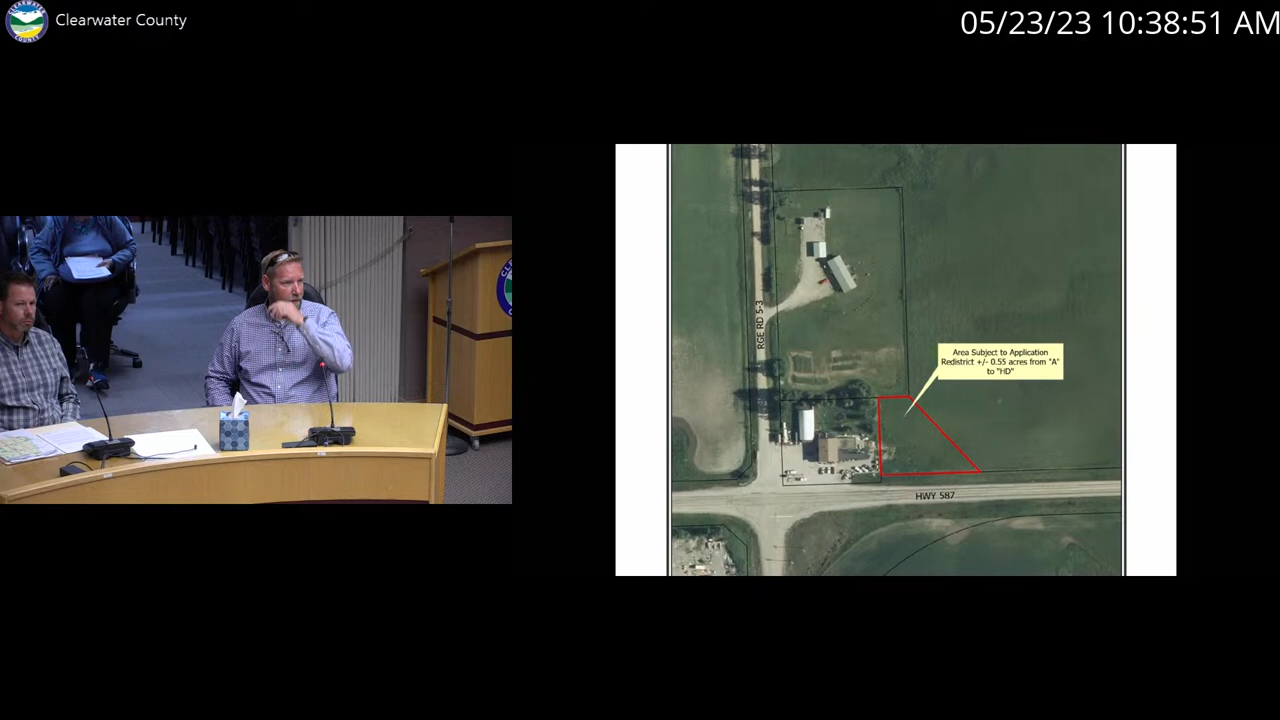 Clearwater County
05/23/23 10:38:51 AM
RGE RD 5-3
Area Subject to Application
Redistrict +/- 0.55 acres from "A"
to "HD"
HWY 587